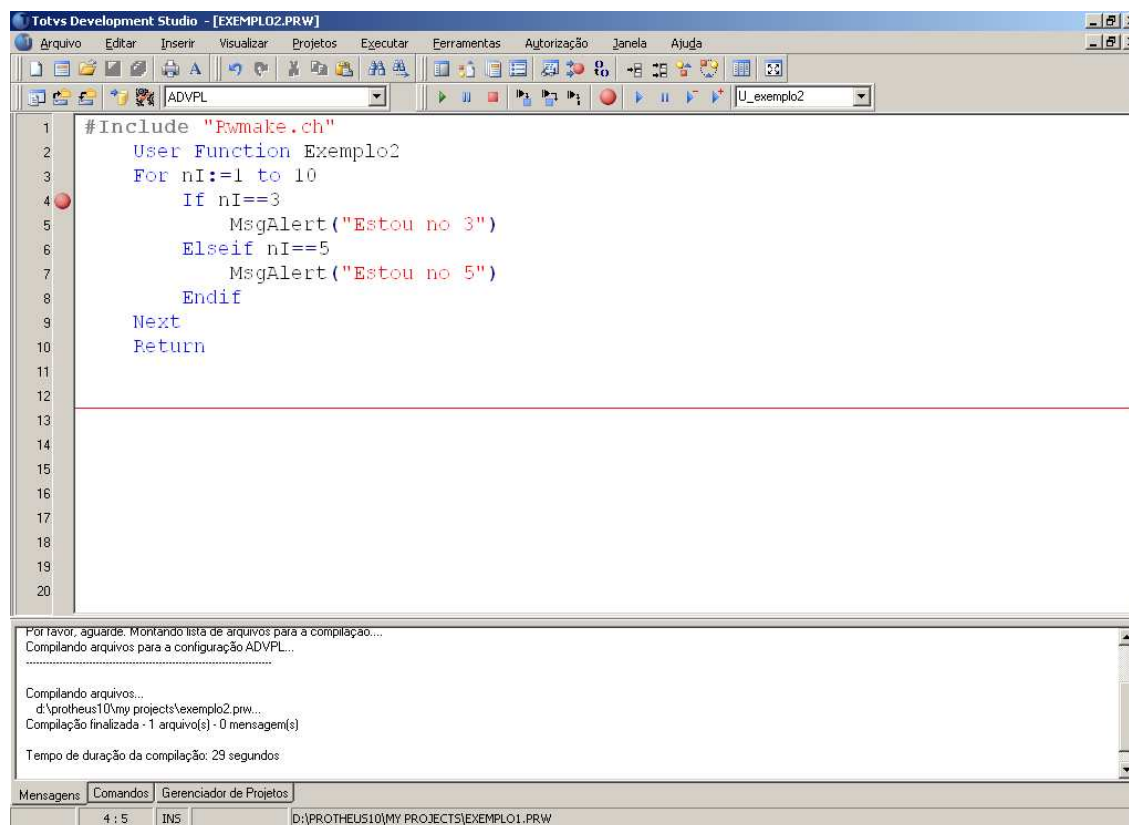 Totvs Development Studio - [EXEMPLO2.PRW]
Arquivo Editar Inserir Visualizar Projetos Executar Ferramentas Autorização Janela Ajuda
ADVPL U_exemplo2
1 #Include "Rwmake.ch"
2 User Function Exemplo2
3 For nI:=1 to 10
4 If nI==3
5 MsgAlert("Estou no 3")
6 Elseif nI==5
7 MsgAlert("Estou no 5")
8 Endif
9 Next
10 Return
11
12
13
14
15
16
17
18
19
20
Por favor, aguarde. Montando lista de arquivos para a compilação....
Compilando arquivos para a configuração ADVPL...
--------------------------------------------------------------------------
Compilando arquivos...
d:\protheus10\my projects\exemplo2.prw...
Compilação finalizada - 1 arquivo(s) - 0 mensagem(s)
Tempo de duração da compilação: 29 segundos
Mensagens Comandos Gerenciador de Projetos
4 : 5 INS D:\PROTHEUS10\MY PROJECTS\EXEMPLO1.PRW